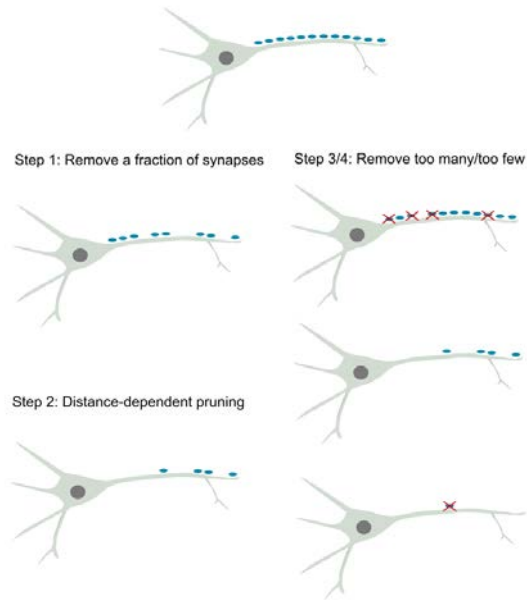 Step 1: Remove a fraction of synapses
Step 3/4: Remove too many/too few
Step 2: Distance-dependent pruning